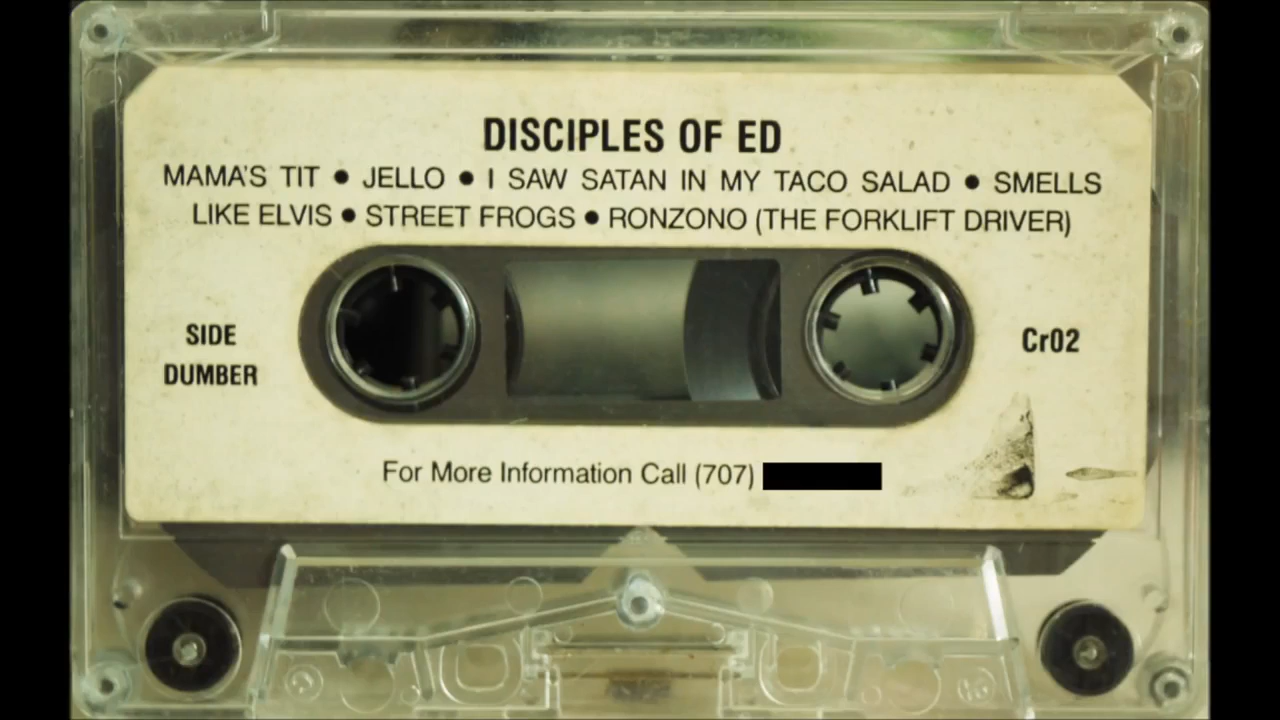 DISCIPLES OF ED
MAMA'S TIT • JELLO • I SAW SATAN IN MY TACO SALAD • SMELLS
LIKE ELVIS • STREET FROGS • RONZONO (THE FORKLIFT DRIVER)
SIDE
DUMBER
Cr02
For More Information Call (707)